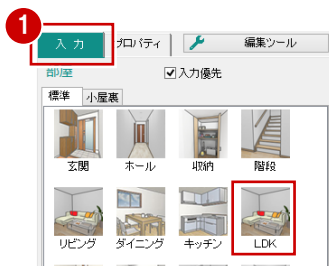 1
入力 プロパティ 編集ツール
部屋 入力優先
標準 小屋裏
玄関 ホール 収納 階段
リビング ダイニング キッチン LDK